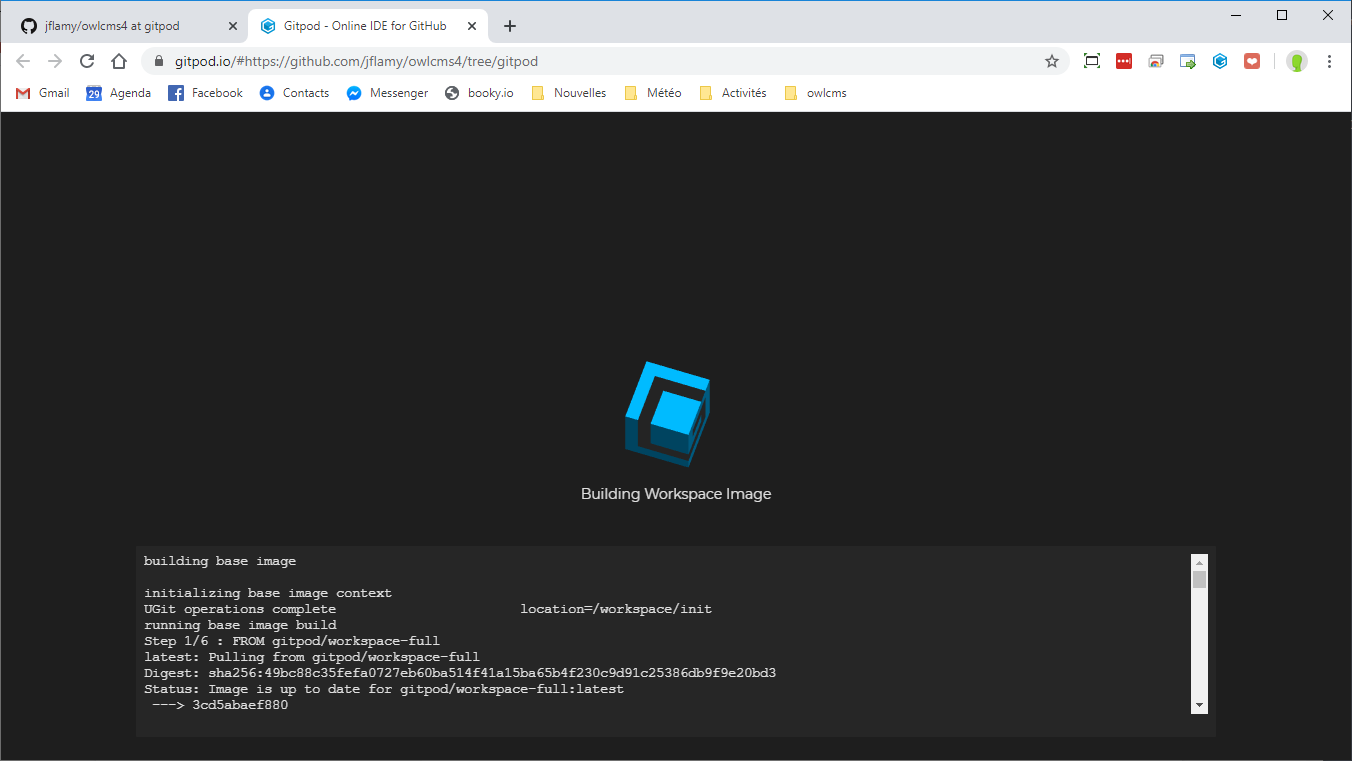 jflamy/owlcms4 at gitpod
Gitpod - Online IDE for GitHub
gitpod.io/#https://github.com/jflamy/owlcms4/tree/gitpod
Gmail 29 Agenda Facebook Contacts Messenger booky.io Nouvelles Météo Activités owlcms
Building Workspace Image
building base image
initializing base image context
UGit operations complete location=/workspace/init
running base image build
Step 1/6 : FROM gitpod/workspace-full
latest: Pulling from gitpod/workspace-full
Digest: sha256:49bc88c35fefa0727eb60ba514f41a15ba65b4f230c9d91c25386db9f9e20bd3
Status: Image is up to date for gitpod/workspace-full:latest
---> 3cd5abaef880